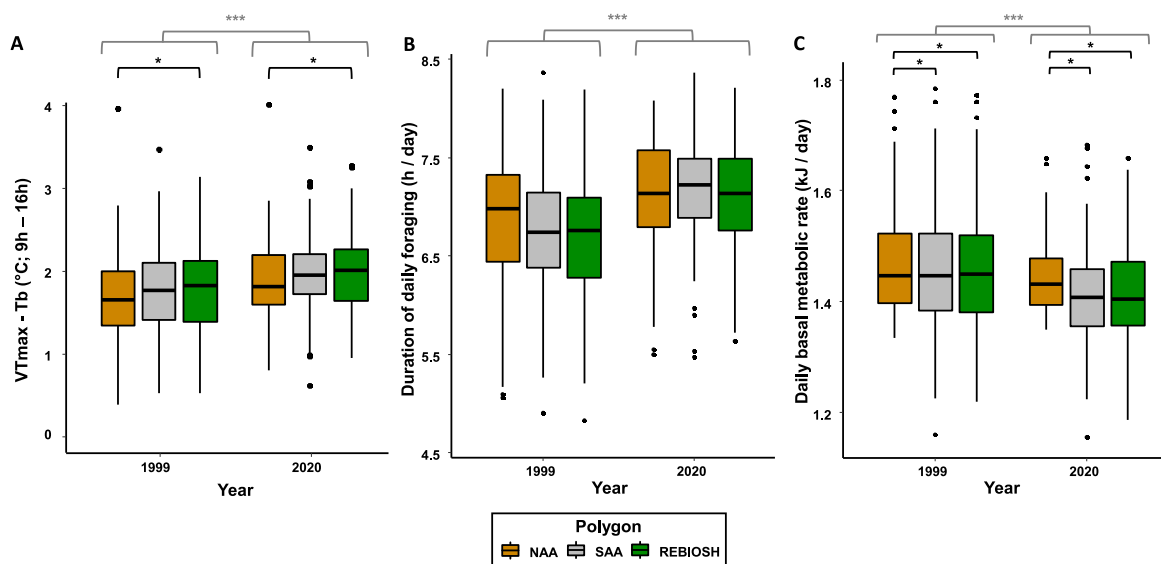 A
***
*
*
VTmax - Tb (°C; 9h – 16h)
4
3
2
1
0
1999
2020
Year
B
***
Duration of daily foraging (h / day)
8.5
7.5
6.5
5.5
4.5
1999
2020
Year
C
***
*
*
*
*
Daily basal metabolic rate (kJ / day)
1.8
1.6
1.4
1.2
1999
2020
Year
Polygon
NAA SAA REBIOSH